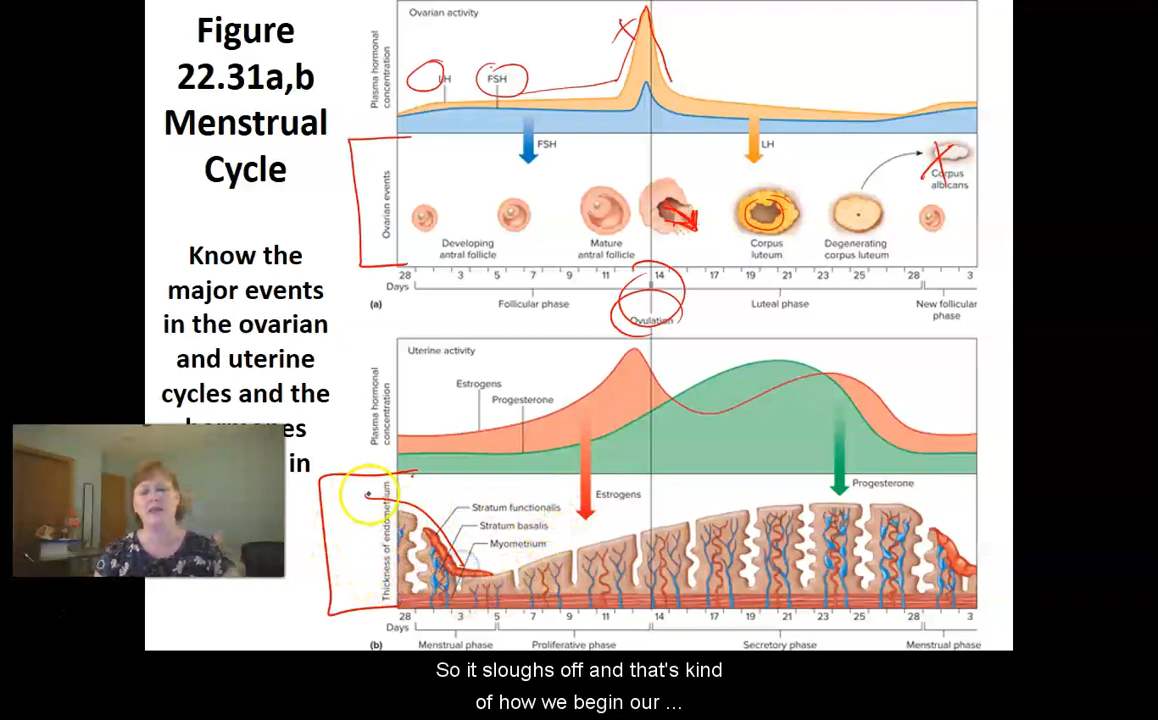 Figure
22.31a,b
Menstrual
Cycle
Know the
major events
in the ovarian
and uterine
cycles and the
in
Ovarian activity
Plasma hormonal
concentration
LH
FSH
FSH
LH
Ovarian events
Corpus
albicans
Developing
antral follicle
Mature
antral follicle
Corpus
luteum
Degenerating
corpus luteum
28 3 5 7 9 11 14 17 19 21 23 25 28 3
Days
(a)
Follicular phase
Ovulation
Luteal phase
New follicular
phase
Uterine activity
Plasma hormonal
concentration
Estrogens
Progesterone
Estrogens
Progesterone
Thickness of endometrium
Stratum functionalis
Stratum basalis
Myometrium
28 3 5 7 9 11 14 17 19 21 23 25 28 3
Days
(b)
Menstrual phase
Proliferative phase
Secretory phase
Menstrual phase
So it sloughs off and that's kind
of how we begin our ...